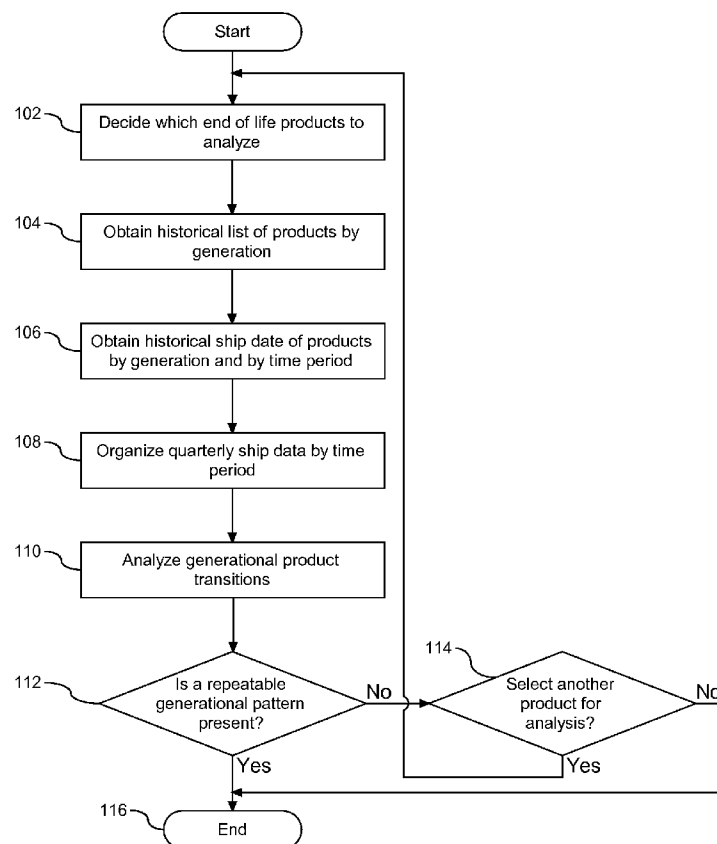 Start
102
Decide which end of life products to
analyze
104
Obtain historical list of products by
generation
106
Obtain historical ship date of products
by generation and by time period
108
Organize quarterly ship data by time
period
110
Analyze generational product
transitions
112
Is a repeatable
generational pattern
present?
No
Yes
114
Select another
product for
analysis?
No
Yes
116
End